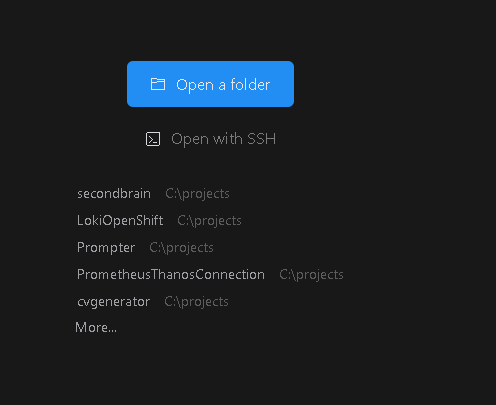 Open a folder
Open with SSH
secondbrain C:\projects
LokiOpenShift C:\projects
Prompter C:\projects
PrometheusThanosConnection C:\projects
cvgenerator C:\projects
More...